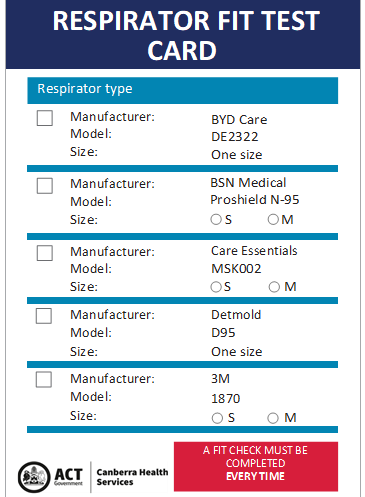 RESPIRATOR FIT TEST
CARD
Respirator type
Manufacturer: BYD Care
Model: DE2322
Size: One size
Manufacturer: BSN Medical
Model: Proshield N-95
Size: S M
Manufacturer: Care Essentials
Model: MSK002
Size: S M
Manufacturer: Detmold
Model: D95
Size: One size
Manufacturer: 3M
Model: 1870
Size: S M
ACT
Government
Canberra Health
Services
A FIT CHECK MUST BE
COMPLETED
EVERY TIME